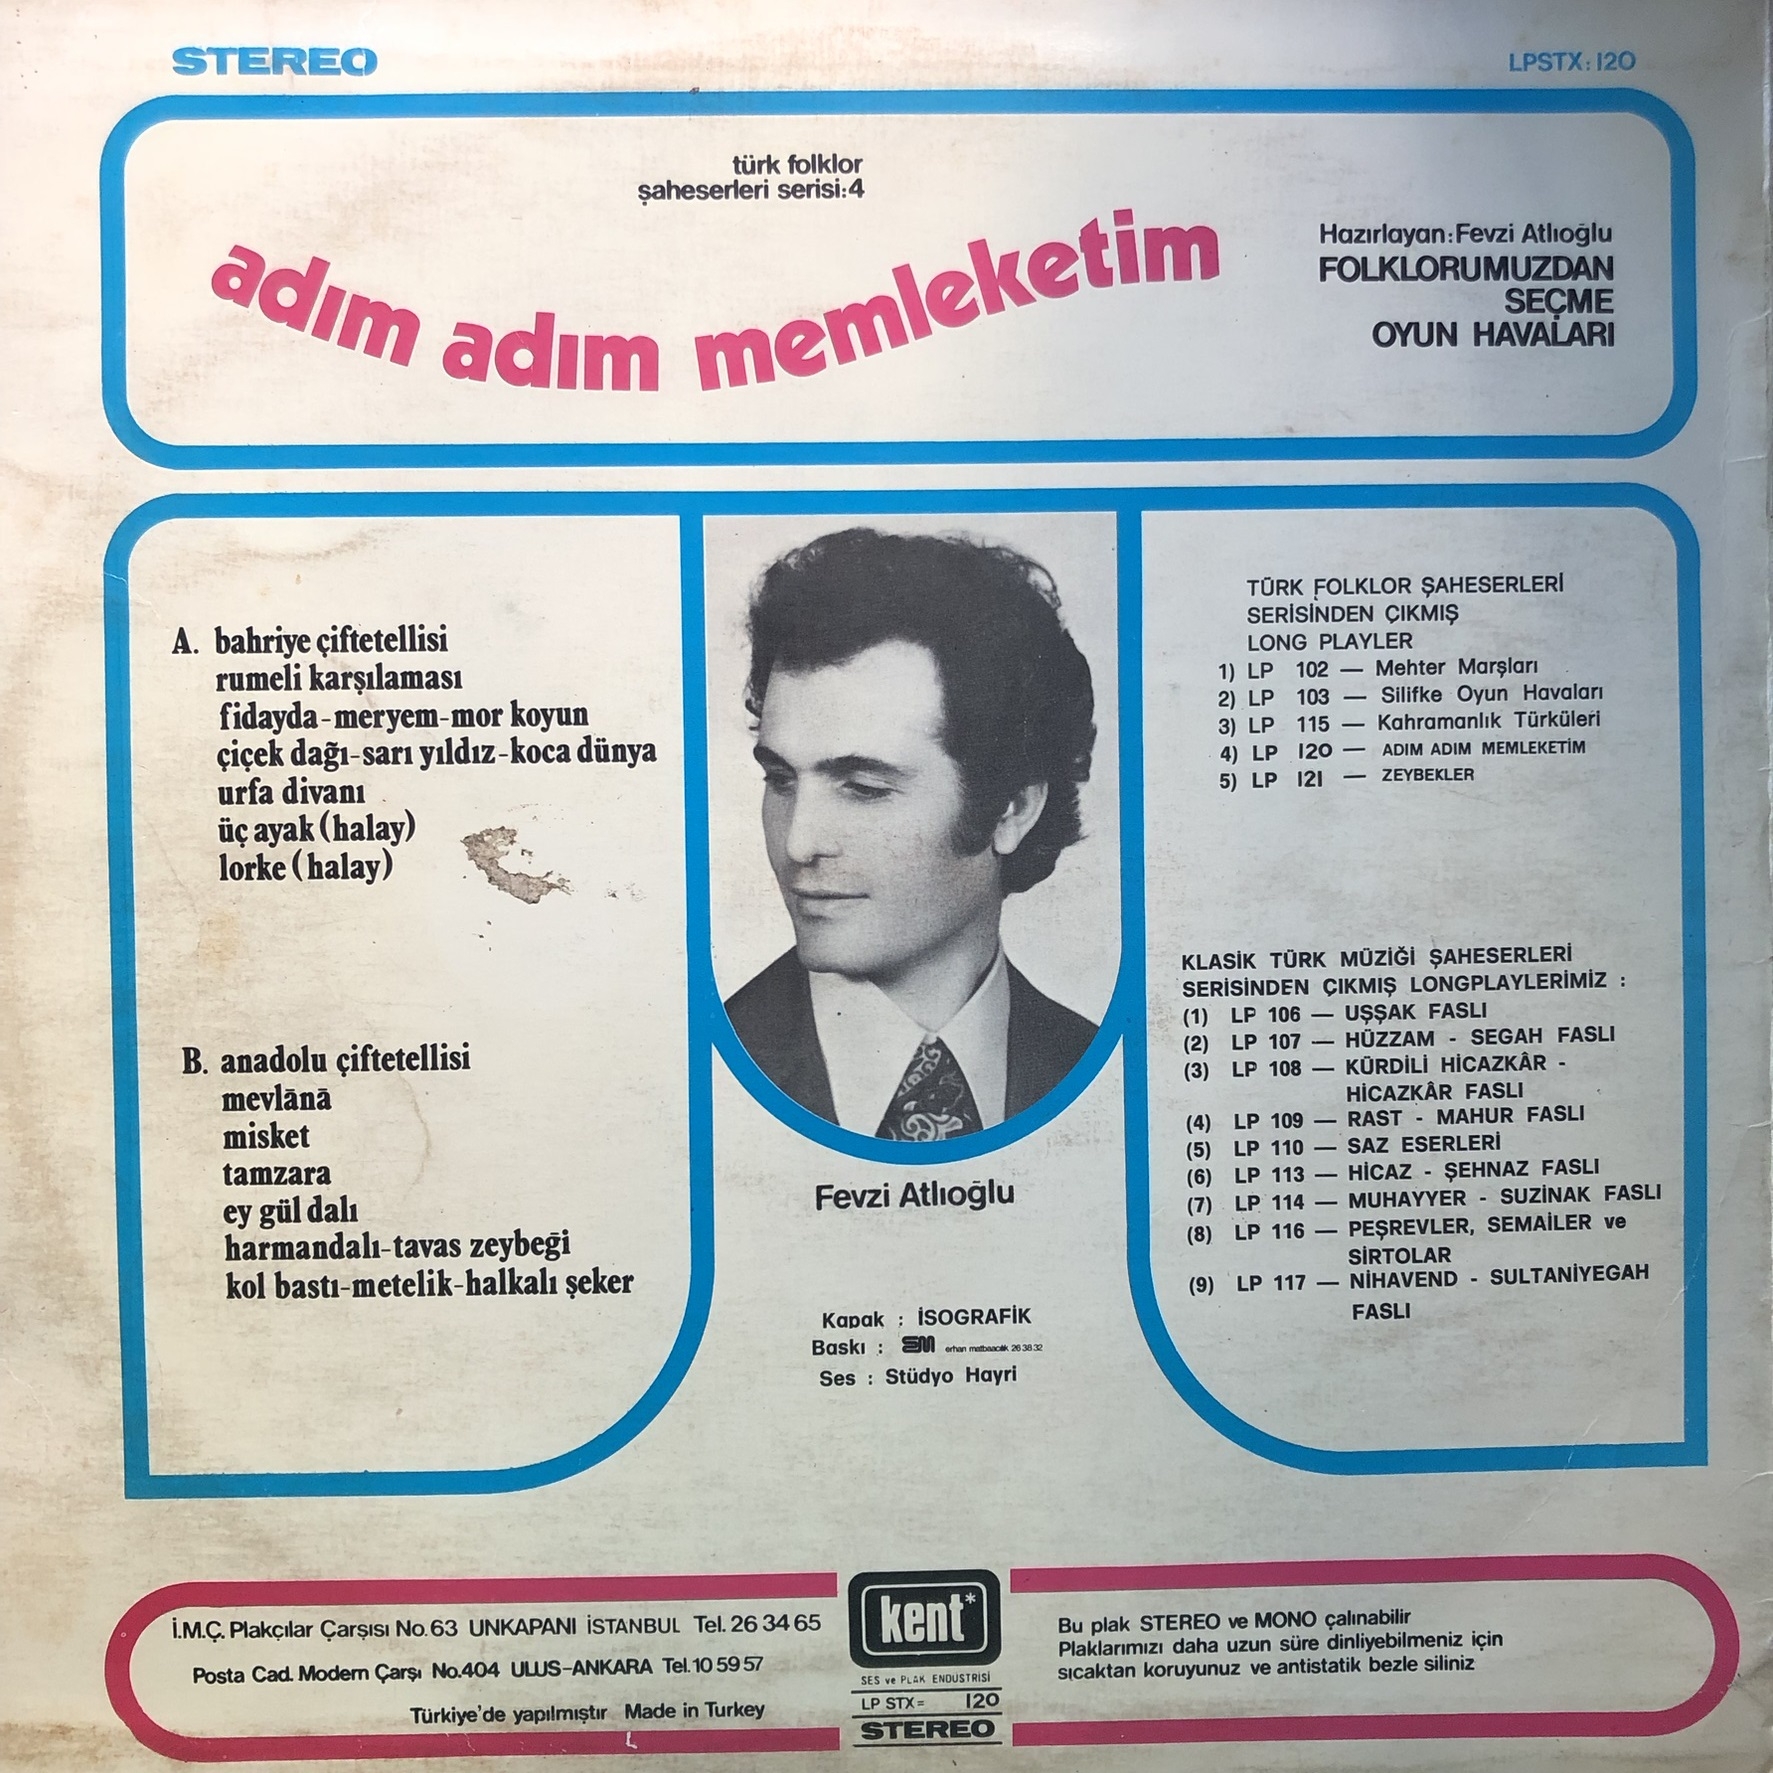 STEREO
LPSTX:120
türk folklor
şaheserleri serisi:4
adım adım memleketim
Hazırlayan:Fevzi Atlıoğlu
FOLKLORUMUZDAN
SEÇME
OYUN HAVALARI
A. bahriye çiftetellisi
rumeli karşılaması
fidayda-meryem-mor koyun
çiçek dağı-sarı yıldız-koca dünya
urfa divanı
üç ayak (halay)
lorke (halay)
B. anadolu çiftetellisi
mevlānā
misket
tamzara
ey gül dalı
harmandalı-tavas zeybeği
kol bastı-metelik-halkalı şeker
Fevzi Atlıoğlu
Kapak : İSOGRAFİK
Baskı : EM erhan matbaacılık 26 38 32
Ses : Stüdyo Hayri
TÜRK FOLKLOR ŞAHESERLERİ
SERİSİNDEN ÇIKMIŞ
LONG PLAYLER
1) LP 102 — Mehter Marşları
2) LP 103 — Silifke Oyun Havaları
3) LP 115 — Kahramanlık Türküleri
4) LP 120 — ADIM ADIM MEMLEKETİM
5) LP 121 — ZEYBEKLER
KLASİK TÜRK MÜZİĞİ ŞAHESERLERİ
SERİSİNDEN ÇIKMIŞ LONGPLAYLERİMİZ :
(1) LP 106 — UŞŞAK FASLI
(2) LP 107 — HÜZZAM - SEGAH FASLI
(3) LP 108 — KÜRDİLİ HİCAZKÂR -
HİCAZKÂR FASLI
(4) LP 109 — RAST - MAHUR FASLI
(5) LP 110 — SAZ ESERLERİ
(6) LP 113 — HİCAZ - ŞEHNAZ FASLI
(7) LP 114 — MUHAYYER - SUZİNAK FASLI
(8) LP 116 — PEŞREVLER, SEMAİLER ve
SİRTOLAR
(9) LP 117 — NİHAVEND - SULTANİYEGAH
FASLI
İ.M.Ç. Plakçılar Çarşısı No.63 UNKAPANI İSTANBUL Tel. 26 34 65
Posta Cad. Modern Çarşı No.404 ULUS-ANKARA Tel.10 59 57
Türkiye'de yapılmıştır Made in Turkey
kent*
SES ve PLAK ENDÜSTRİSİ
LP STX= 120
STEREO
Bu plak STEREO ve MONO çalınabilir
Plaklarımızı daha uzun süre dinliyebilmeniz için
sıcaktan koruyunuz ve antistatik bezle siliniz